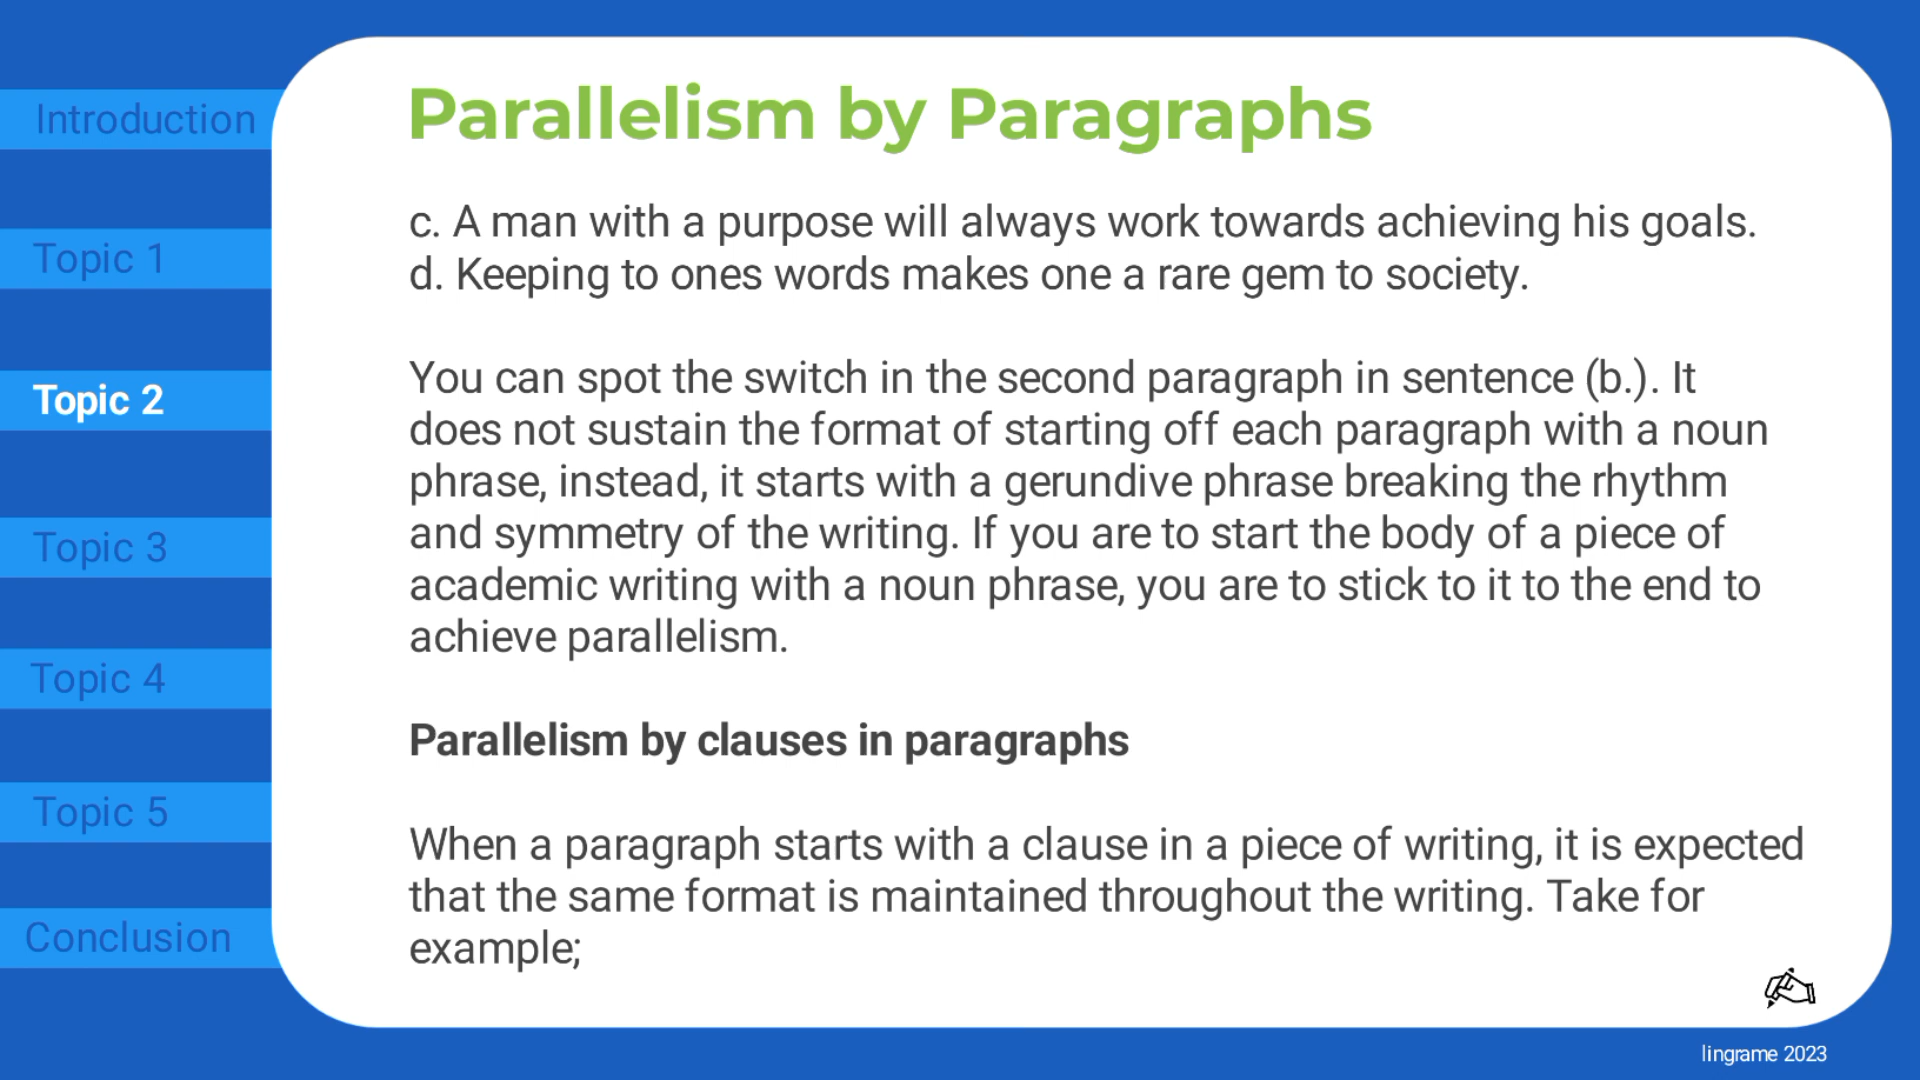 Introduction
Topic 1
Topic 2
Topic 3
Topic 4
Topic 5
Conclusion
Parallelism by Paragraphs
c. A man with a purpose will always work towards achieving his goals.
d. Keeping to ones words makes one a rare gem to society.
You can spot the switch in the second paragraph in sentence (b.). It
does not sustain the format of starting off each paragraph with a noun
phrase, instead, it starts with a gerundive phrase breaking the rhythm
and symmetry of the writing. If you are to start the body of a piece of
academic writing with a noun phrase, you are to stick to it to the end to
achieve parallelism.
Parallelism by clauses in paragraphs
When a paragraph starts with a clause in a piece of writing, it is expected
that the same format is maintained throughout the writing. Take for
example;
lingrame 2023